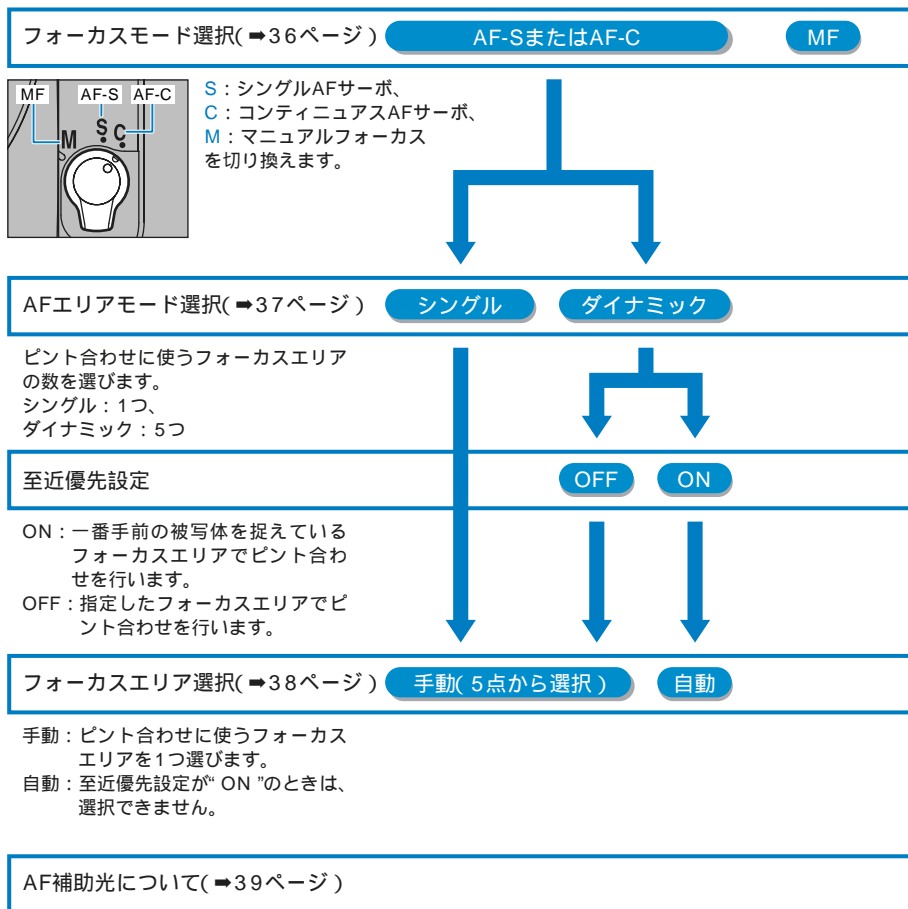 フォーカスモード選択( ➡36ページ ) AF-SまたはAF-C MF
MF AF-S AF-C
M S C
S：シングルAFサーボ、
C：コンティニュアスAFサーボ、
M：マニュアルフォーカス
を切り換えます。
AFエリアモード選択( ➡37ページ ) シングル ダイナミック
ピント合わせに使うフォーカスエリア
の数を選びます。
シングル：1つ、
ダイナミック：5つ
至近優先設定 OFF ON
ON：一番手前の被写体を捉えている
フォーカスエリアでピント合わ
せを行います。
OFF：指定したフォーカスエリアでピ
ント合わせを行います。
フォーカスエリア選択( ➡38ページ ) 手動( 5点から選択 ) 自動
手動：ピント合わせに使うフォーカス
エリアを1つ選びます。
自動：至近優先設定が“ ON ”のときは、
選択できません。
AF補助光について( ➡39ページ )